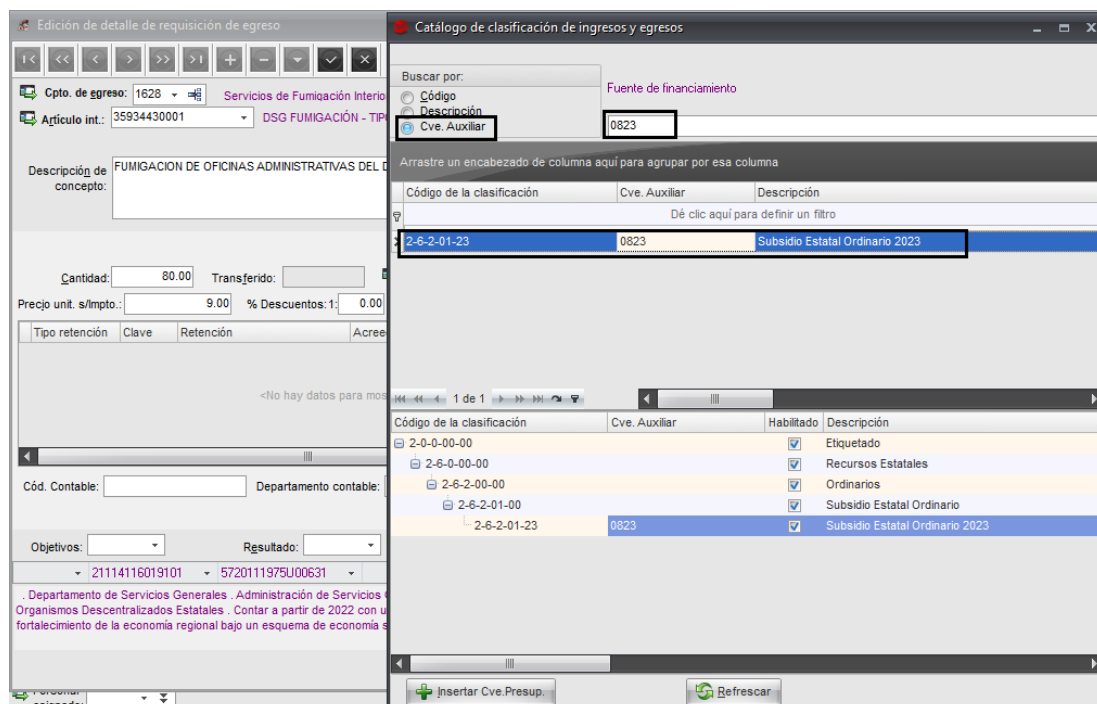 Edición de detalle de requisición de egreso
Cpto. de egreso: 1628 Servicios de Fumigación Interio
Artículo int.: 35934430001 DSG FUMIGACIÓN - TIP
Descripción de concepto: FUMIGACION DE OFICINAS ADMINISTRATIVAS DEL D
Cantidad: 80.00 Transferido:
Precio unit. s/Impto.: 9.00 % Descuentos: 1: 0.00
Tipo retención Clave Retención Acree
<No hay datos para mos
Cód. Contable: Departamento contable:
Objetivos: Resultado:
21114116019101 5720111975U00631
. Departamento de Servicios Generales . Administración de Servicios
Organismos Descentralizados Estatales . Contar a partir de 2022 con u
fortalecimiento de la economía regional bajo un esquema de economía s
Catálogo de clasificación de ingresos y egresos
Buscar por:
Código
Descripción
Cve. Auxiliar
Fuente de financiamiento
0823
Arrastre un encabezado de columna aquí para agrupar por esa columna
Código de la clasificación Cve. Auxiliar Descripción
Dé clic aquí para definir un filtro
2-6-2-01-23 0823 Subsidio Estatal Ordinario 2023
1 de 1
Código de la clasificación Cve. Auxiliar Habilitado Descripción
2-0-0-00-00 Etiquetado
2-6-0-00-00 Recursos Estatales
2-6-2-00-00 Ordinarios
2-6-2-01-00 Subsidio Estatal Ordinario
2-6-2-01-23 0823 Subsidio Estatal Ordinario 2023
Insertar Cve.Presup. Refrescar